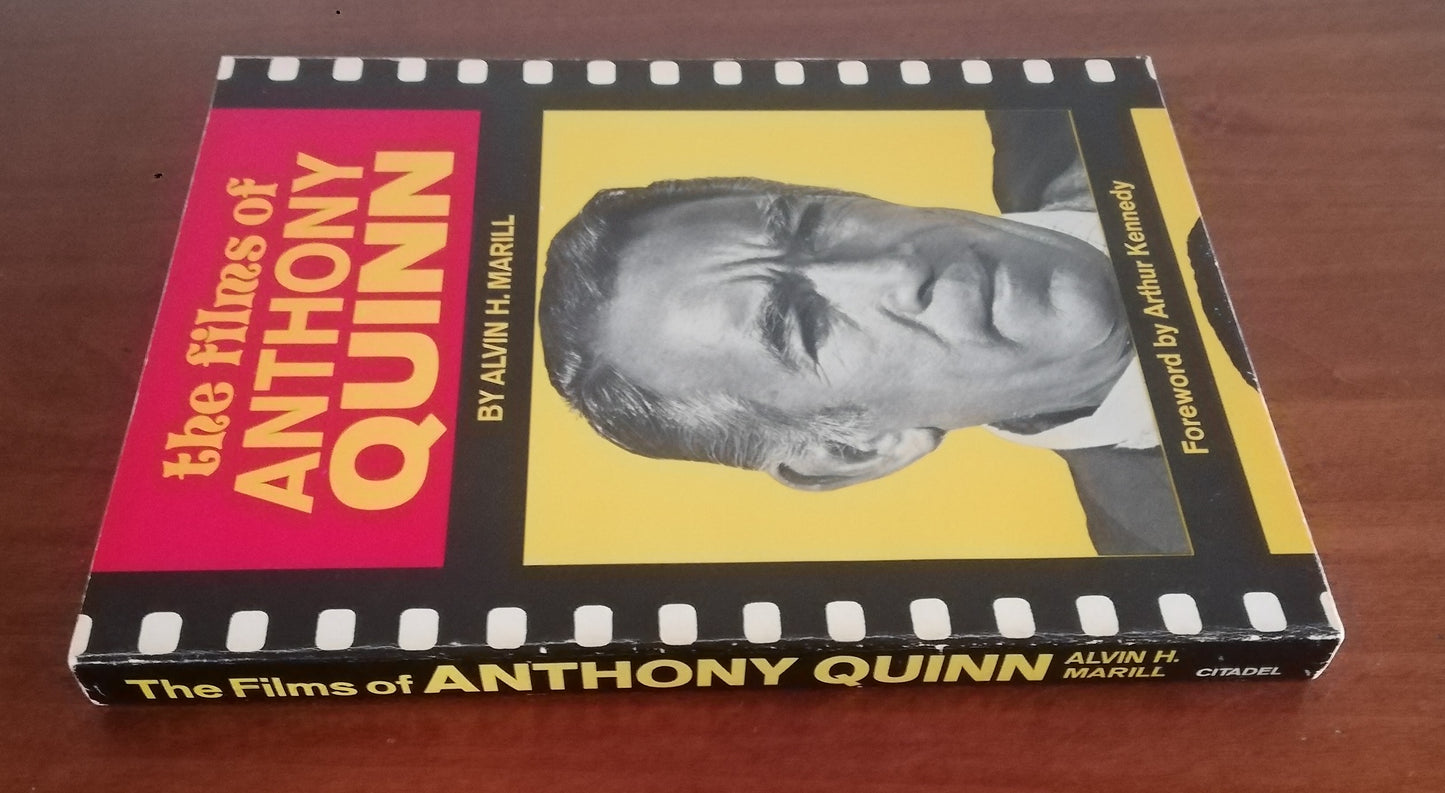 the films of
ANTHONY
QUINN
BY ALVIN H. MARILL
Foreword by Arthur Kennedy
The Films of ANTHONY QUINN ALVIN H.
MARILL
CITADEL